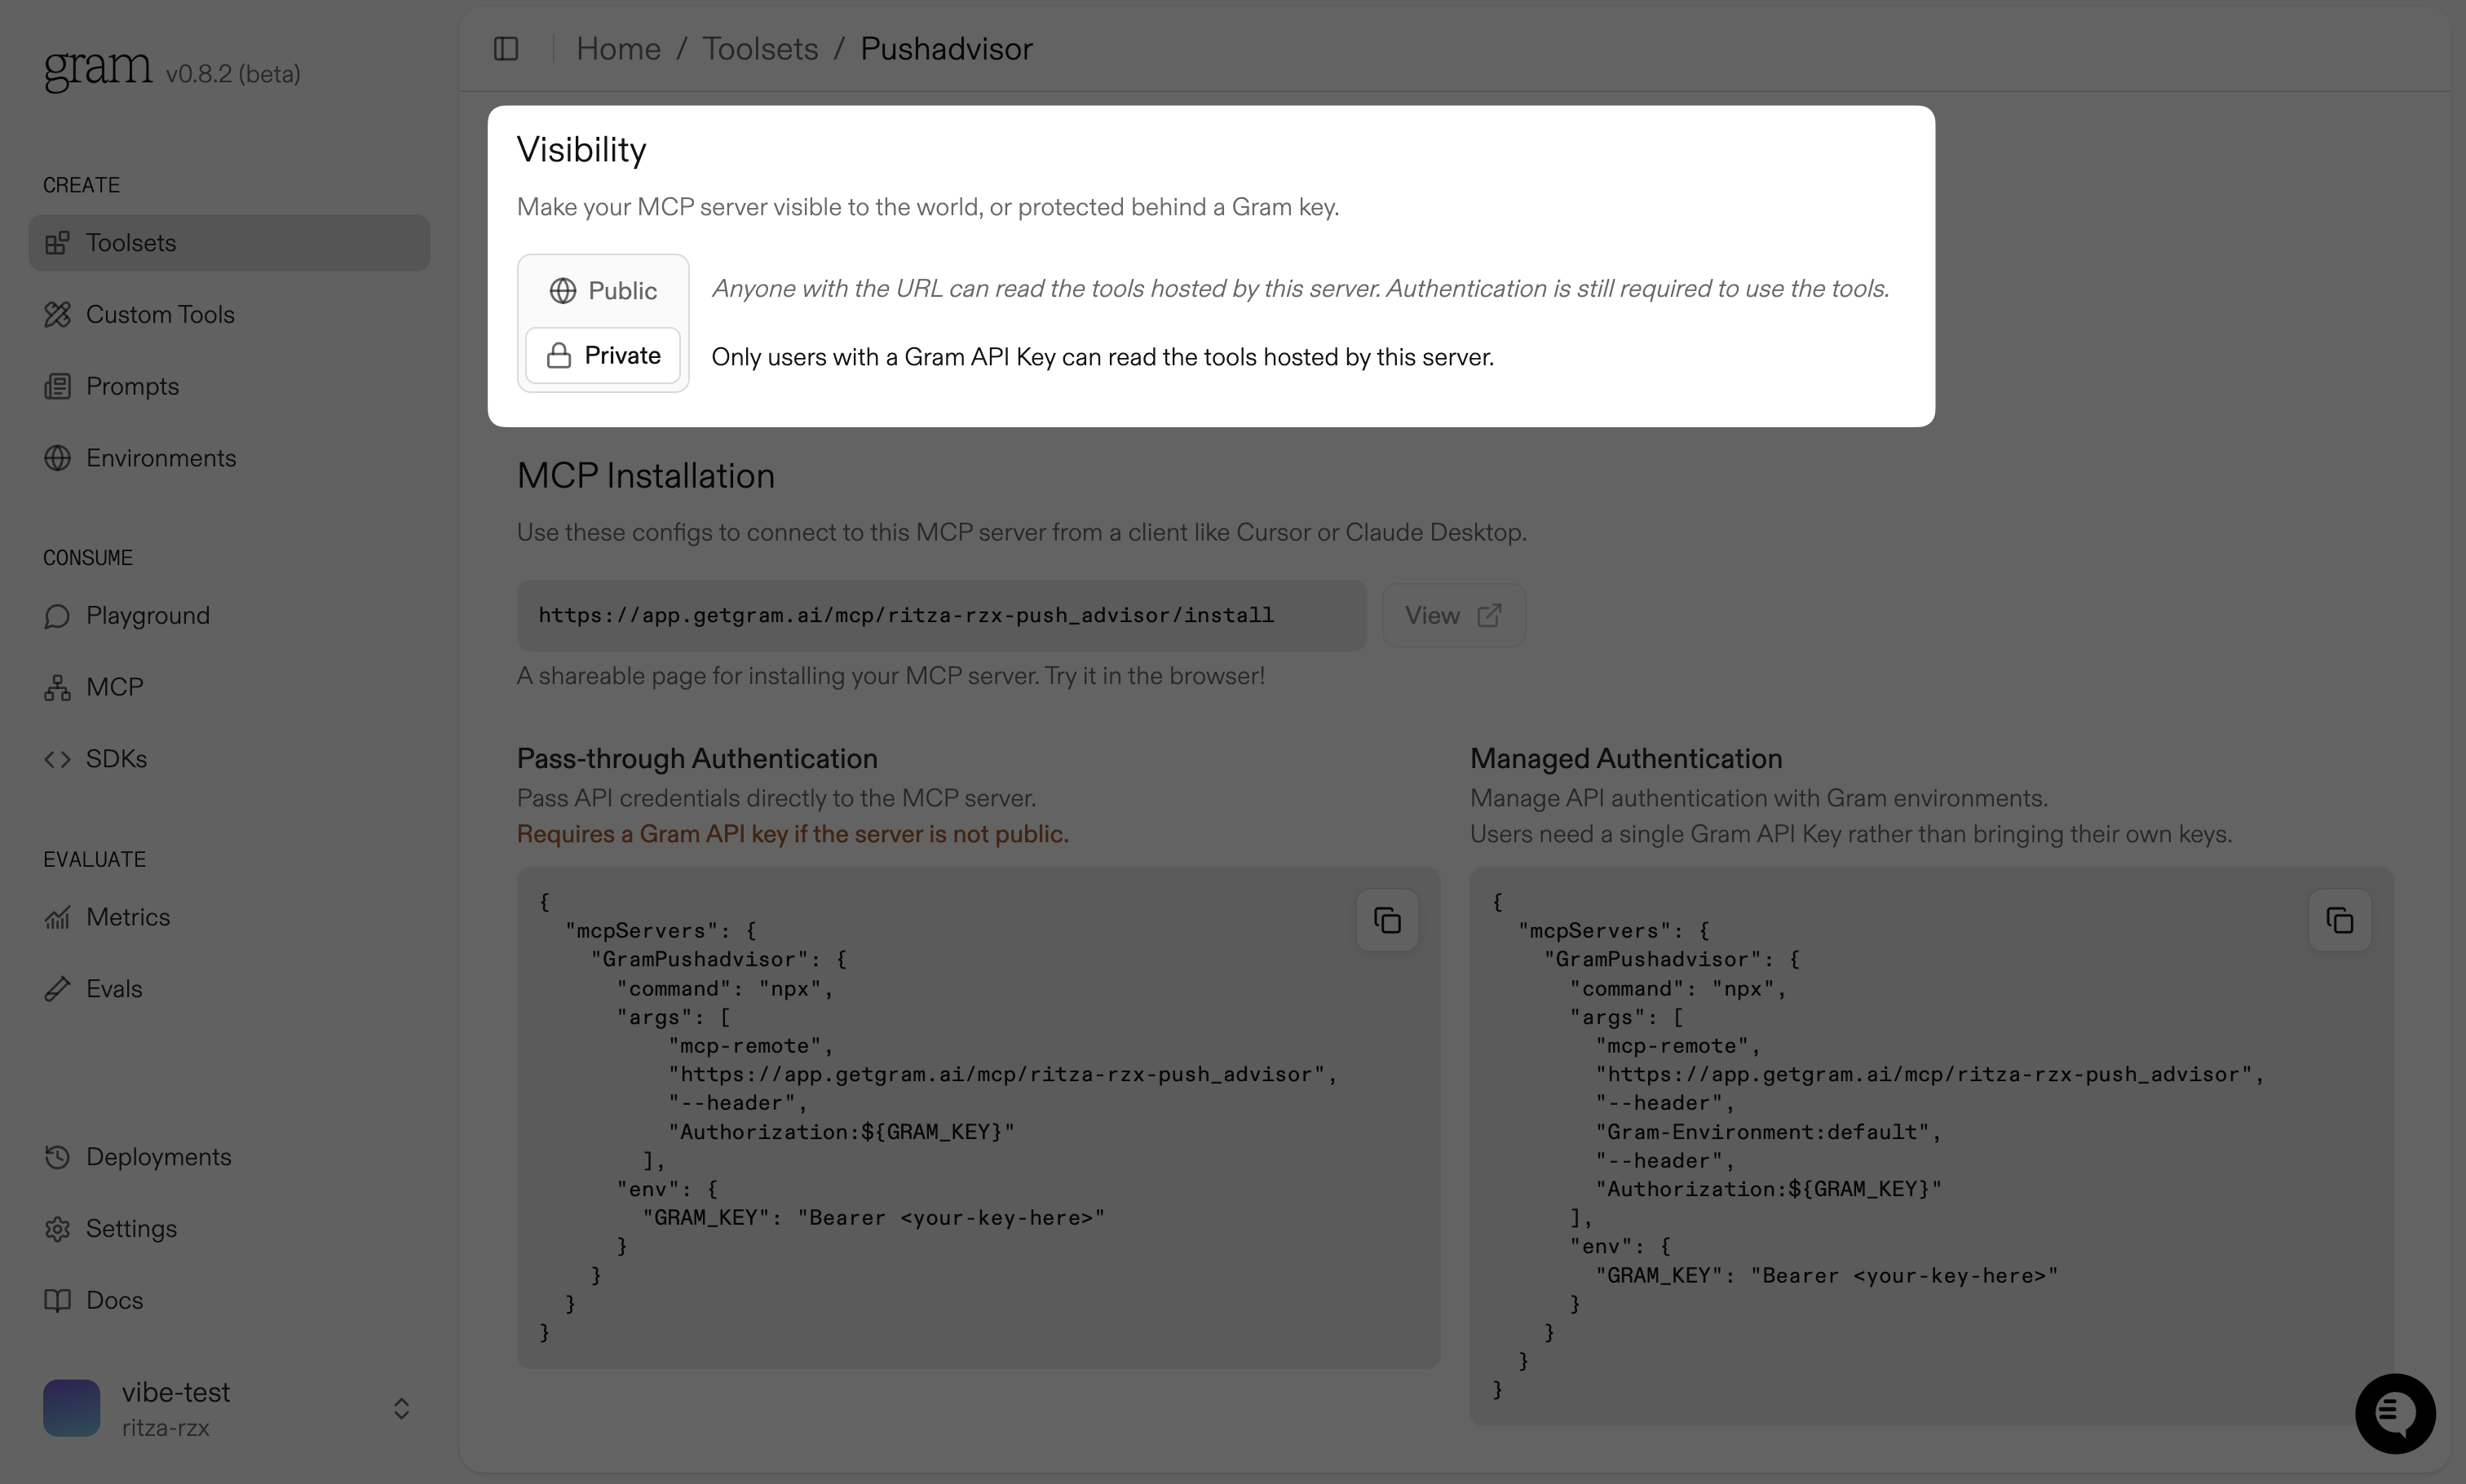 gram v0.8.2 (beta)
CREATE
Toolsets
Custom Tools
Prompts
Environments
CONSUME
Playground
MCP
SDKs
EVALUATE
Metrics
Evals
Deployments
Settings
Docs
vibe-test
ritza-rzx
Home / Toolsets / Pushadvisor
Visibility
Make your MCP server visible to the world, or protected behind a Gram key.
Public
Anyone with the URL can read the tools hosted by this server. Authentication is still required to use the tools.
Private
Only users with a Gram API Key can read the tools hosted by this server.
MCP Installation
Use these configs to connect to this MCP server from a client like Cursor or Claude Desktop.
https://app.getgram.ai/mcp/ritza-rzx-push_advisor/install
View
A shareable page for installing your MCP server. Try it in the browser!
Pass-through Authentication
Pass API credentials directly to the MCP server.
Requires a Gram API key if the server is not public.
{
"mcpServers": {
"GramPushadvisor": {
"command": "npx",
"args": [
"mcp-remote",
"https://app.getgram.ai/mcp/ritza-rzx-push_advisor",
"--header",
"Authorization:${GRAM_KEY}"
],
"env": {
"GRAM_KEY": "Bearer <your-key-here>"
}
}
}
}
Managed Authentication
Manage API authentication with Gram environments.
Users need a single Gram API Key rather than bringing their own keys.
{
"mcpServers": {
"GramPushadvisor": {
"command": "npx",
"args": [
"mcp-remote",
"https://app.getgram.ai/mcp/ritza-rzx-push_advisor",
"--header",
"Gram-Environment:default",
"--header",
"Authorization:${GRAM_KEY}"
],
"env": {
"GRAM_KEY": "Bearer <your-key-here>"
}
}
}
}